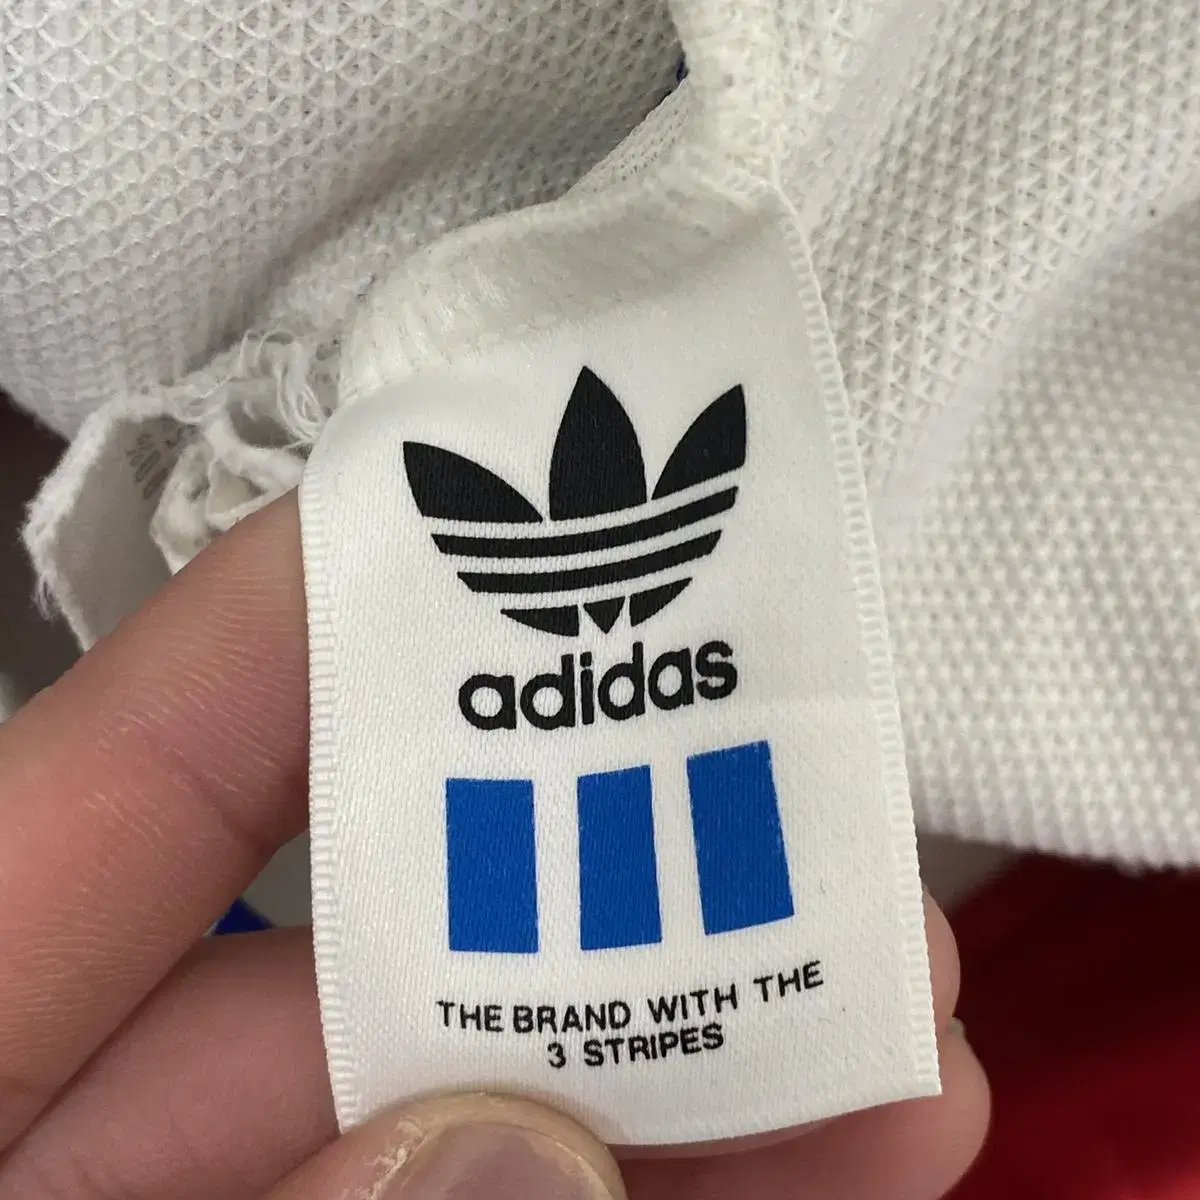 adidas
THE BRAND WITH THE
3 STRIPES